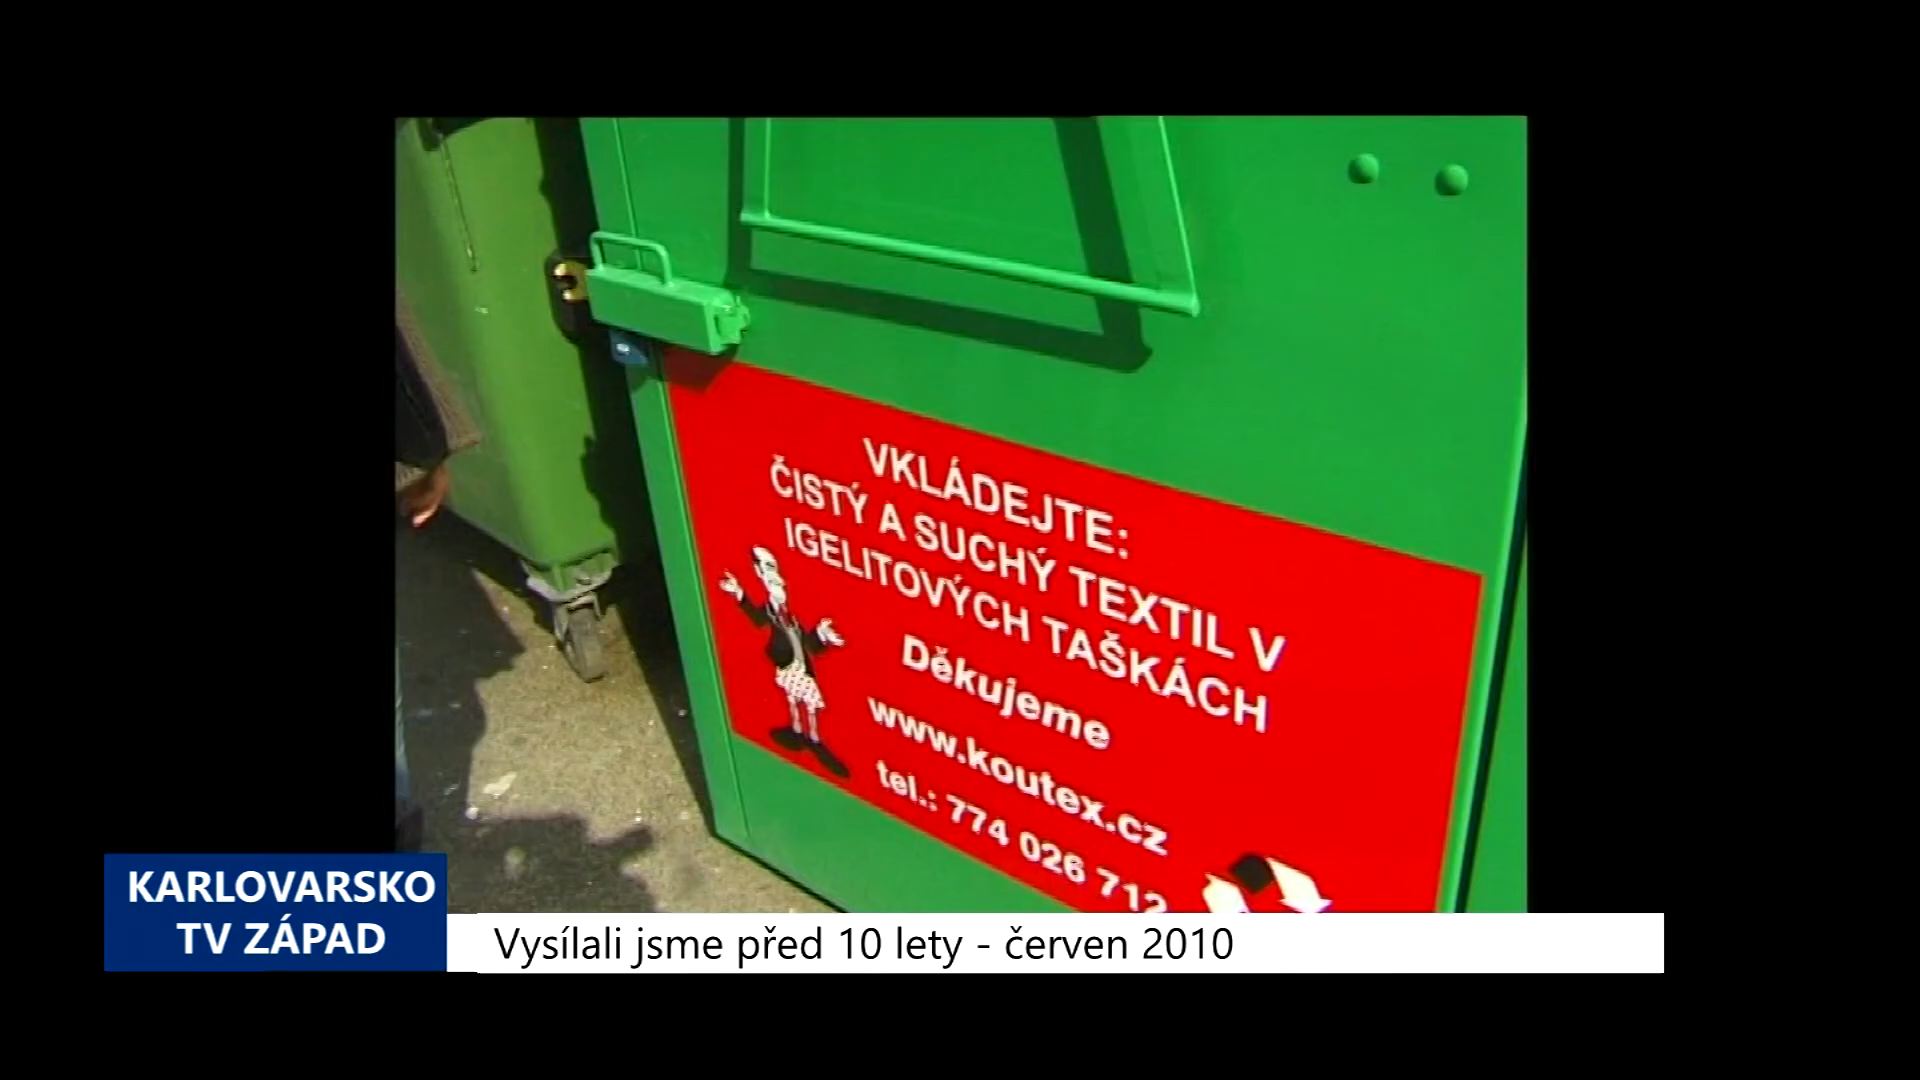 VKLÁDEJTE:
ČISTÝ A SUCHÝ TEXTIL V
IGELITOVÝCH TAŠKÁCH
Děkujeme
www.koutex.cz
tel.: 774 026 712
KARLOVARSKO
TV ZÁPAD
Vysílali jsme před 10 lety - červen 2010